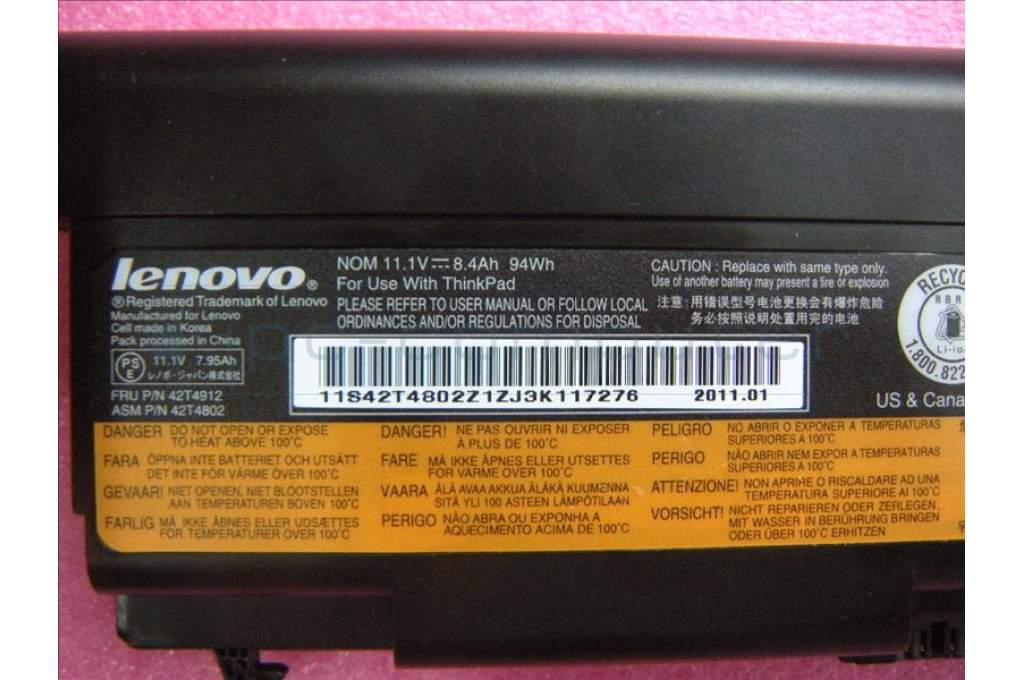 lenovo®
®Registered Trademark of Lenovo
Manufactured for Lenovo
Cell made in Korea
Pack processed in China
PS E 11.1V 7.95Ah
レノボ・ジャパン株式会社
FRU P/N 42T4912
ASM P/N 42T4802
NOM 11.1V⎓8.4Ah 94Wh
For Use With ThinkPad
PLEASE REFER TO USER MANUAL OR FOLLOW LOCAL
ORDINANCES AND/OR REGULATIONS FOR DISPOSAL
CAUTION : Replace with same type only.
Use of another battery may present a fire or explosion
注意:用错误型号电池更换会有爆炸危险
务必按照说明处置用完的电池
11S42T4802Z1ZJ3K117276 2011.01
RBR
Li-ion
1.800.822
US & Cana
DANGER DO NOT OPEN OR EXPOSE
TO HEAT ABOVE 100°C
FARA ÖPPNA INTE BATTERIET OCH UTSÄTT
DET INTE FÖR VÄRME ÖVER 100°C
GEVAAR! NIET OPENEN, NIET BLOOTSTELLEN
AAN TEMPERATUREN BOVEN 100°C
FARLIG MÅ IKKE ÅBNES ELLER UDSÆTTES
FOR TEMPERATURER OVER 100°C
DANGER! NE PAS OUVRIR NI EXPOSER
À PLUS DE 100°C
FARE MÅ IKKE ÅPNES ELLER UTSETTES
FOR VARME OVER 100°C
VAARA ÄLÄ AVAA AKKUA ÄLÄKÄ KUUMENNA
SITÄ YLI 100 ASTEEN LÄMPÖTILAAN
PERIGO NÃO ABRA OU EXPONHA A
AQUECIMENTO ACIMA DE 100°C
PELIGRO NO ABRIR O EXPONER A TEMPERATURAS
SUPERIORES A 100°C
PERIGO NÃO ABRIR NEM EXPOR A TEMPERATURAS
SUPERIORES A 100°C
ATTENZIONE! NON APRIRE O RISCALDARE AD UNA
TEMPERATURA SUPERIORE AI 100°C
VORSICHT! NICHT REPARIEREN ODER ZERLEGEN,
MIT WASSER IN BERÜHRUNG BRINGEN
ODER ÜBER 100°C ERHITZEN